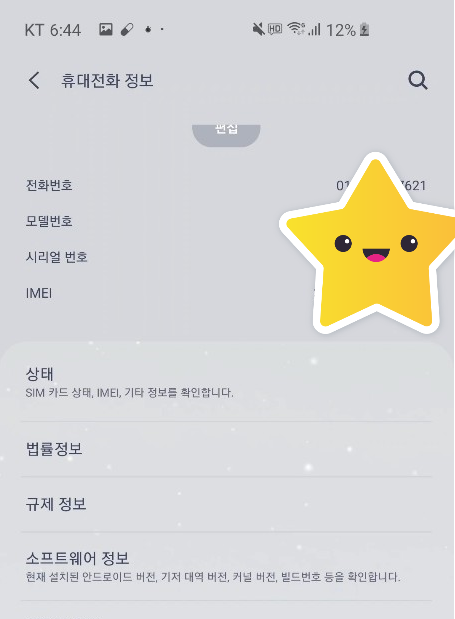 KT 6:44 HD 6 12%
휴대전화 정보
편집
전화번호 01 7621
모델번호
시리얼 번호
IMEI
상태
SIM 카드 상태, IMEI, 기타 정보를 확인합니다.
법률정보
규제 정보
소프트웨어 정보
현재 설치된 안드로이드 버전, 기저 대역 버전, 커널 버전, 빌드번호 등을 확인합니다.